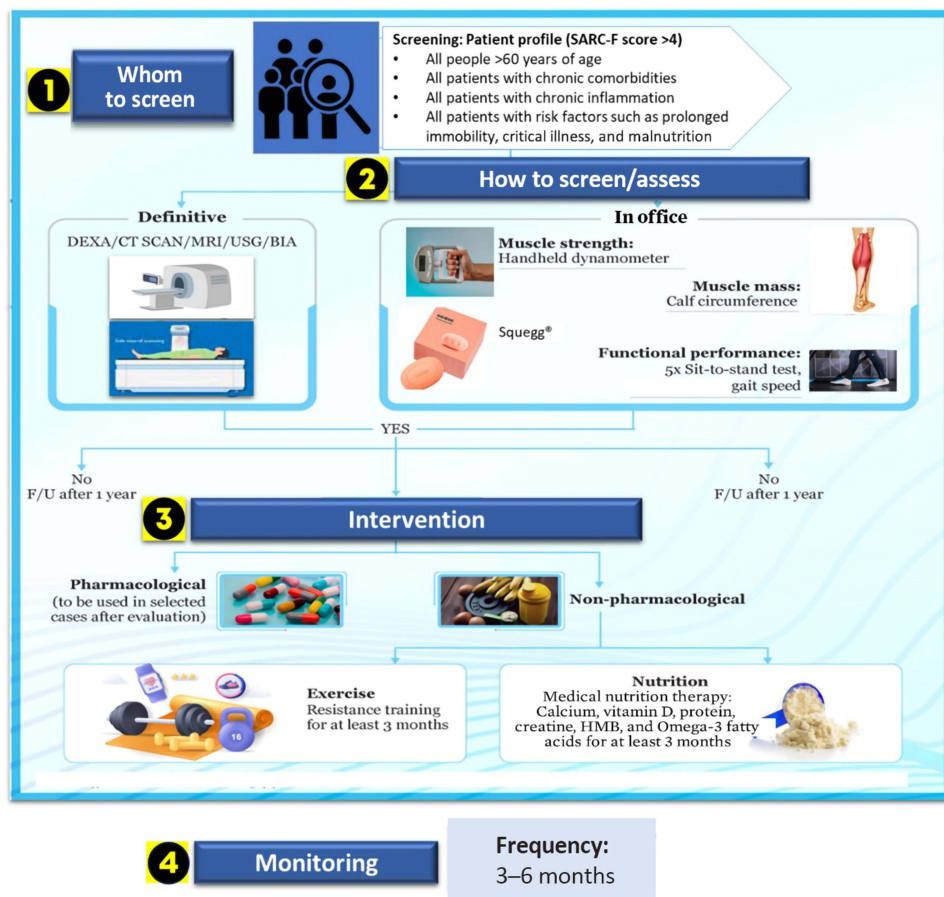 1
Whom
to screen
Screening: Patient profile (SARC-F score >4)
• All people >60 years of age
• All patients with chronic comorbidities
• All patients with chronic inflammation
• All patients with risk factors such as prolonged
immobility, critical illness, and malnutrition
2
How to screen/assess
Definitive
DEXA/CT SCAN/MRI/USG/BIA
In office
Muscle strength:
Handheld dynamometer
Muscle mass:
Calf circumference
Squegg®
Functional performance:
5x Sit-to-stand test,
gait speed
YES
No
F/U after 1 year
No
F/U after 1 year
3
Intervention
Pharmacological
(to be used in selected
cases after evaluation)
Non-pharmacological
Exercise
Resistance training
for at least 3 months
16
Nutrition
Medical nutrition therapy:
Calcium, vitamin D, protein,
creatine, HMB, and Omega-3 fatty
acids for at least 3 months
4
Monitoring
Frequency:
3–6 months